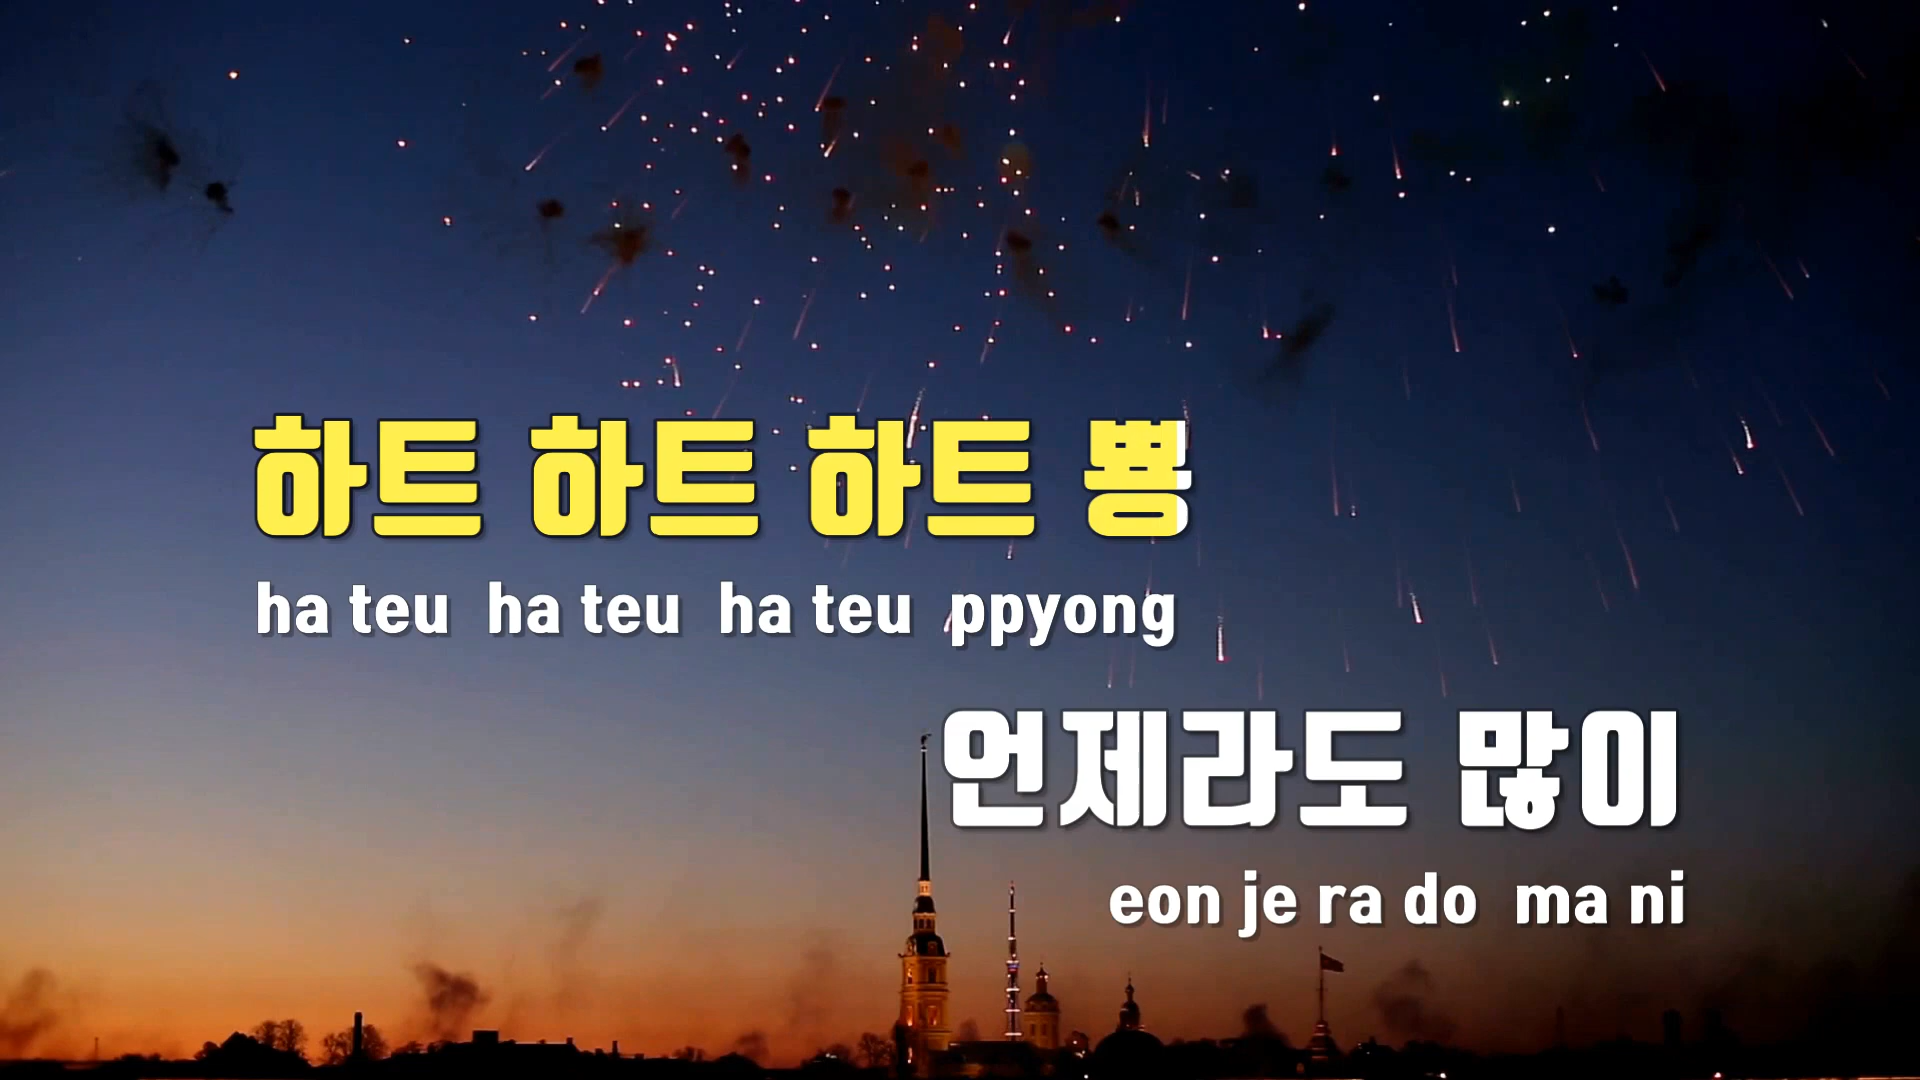 하트 하트 하트 뿅
ha teu ha teu ha teu ppyong
언제라도 많이
eon je ra do ma ni